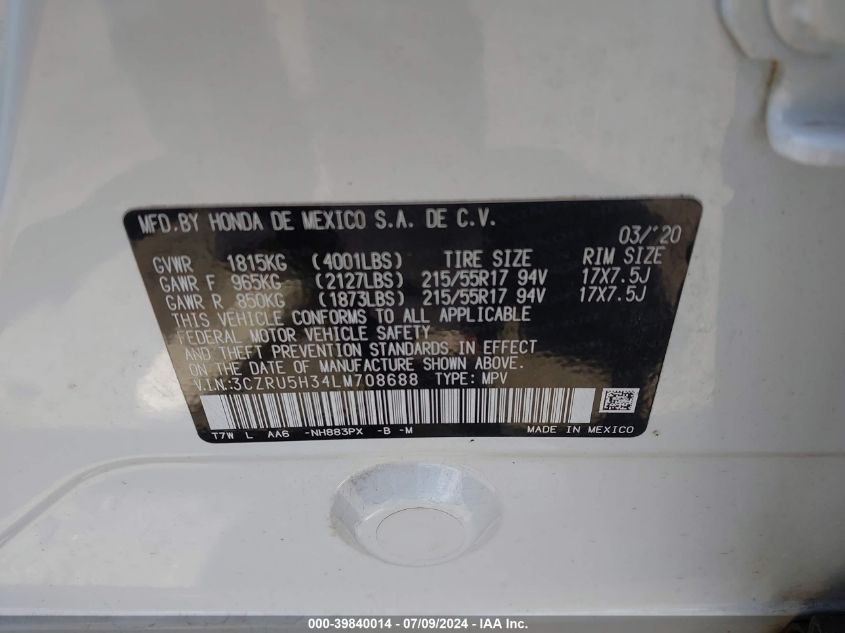 MFD.BY HONDA DE MEXICO S.A. DE C.V.
03/'20
GVWR 1815KG (4001LBS) TIRE SIZE RIM SIZE
GAWR F 965KG (2127LBS) 215/55R17 94V 17X7.5J
GAWR R 850KG (1873LBS) 215/55R17 94V 17X7.5J
THIS VEHICLE CONFORMS TO ALL APPLICABLE
FEDERAL MOTOR VEHICLE SAFETY
AND THEFT PREVENTION STANDARDS IN EFFECT
ON THE DATE OF MANUFACTURE SHOWN ABOVE.
V.I.N.:3CZRU5H34LM708688 TYPE: MPV
T7W L AA6 -NH883PX -B -M MADE IN MEXICO
000-39840014 - 07/09/2024 - IAA Inc.